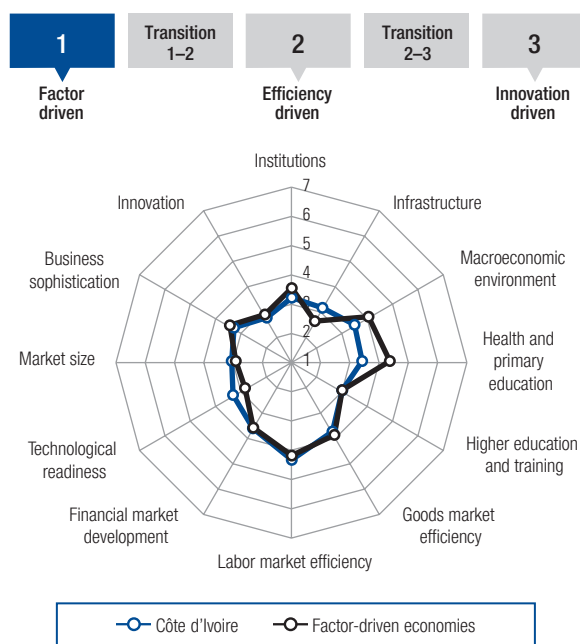 1
Transition
1–2
2
Transition
2–3
3
Factor
driven
Efficiency
driven
Innovation
driven
Institutions
Infrastructure
Macroeconomic
environment
Health and
primary
education
Higher education
and training
Goods market
efficiency
Labor market efficiency
Financial market
development
Technological
readiness
Market size
Business
sophistication
Innovation
7
6
5
4
3
2
1
Côte d'Ivoire
Factor-driven economies